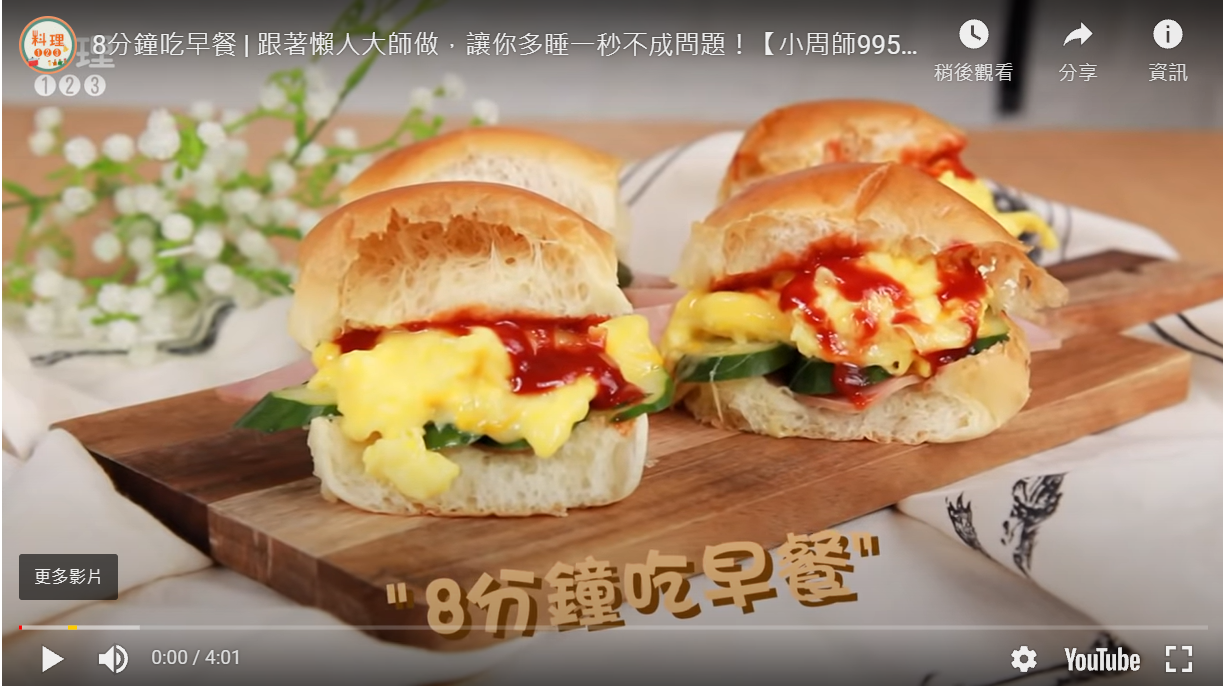 料理
123
8分鐘吃早餐 | 跟著懶人大師做，讓你多睡一秒不成問題！【小周師995...
理
①②③
稍後觀看
分享
資訊
更多影片
"8分鐘吃早餐"
0:00 / 4:01
YouTube